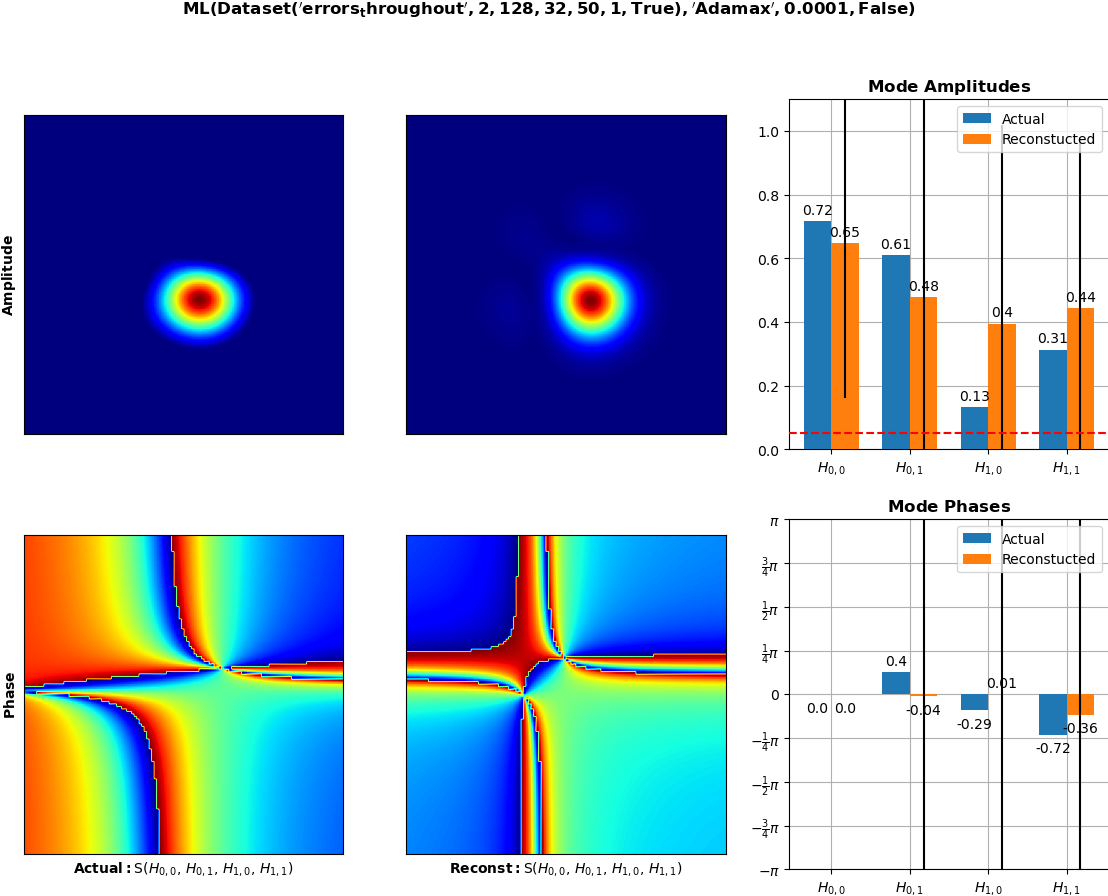 ML(Dataset('errors_throughout', 2, 128, 32, 50, 1, True), 'Adamax', 0.0001, False)
Amplitude
Mode Amplitudes
Actual
Reconstucted
1.0
0.8
0.6
0.4
0.2
0.0
0.72
0.65
0.61
0.48
0.13
0.4
0.31
0.44
H0,0
H0,1
H1,0
H1,1
Phase
Actual: S(H0,0, H0,1, H1,0, H1,1)
Reconst: S(H0,0, H0,1, H1,0, H1,1)
Mode Phases
Actual
Reconstucted
π
3/4π
1/2π
1/4π
0
−1/4π
−1/2π
−3/4π
−π
0.0
0.0
0.4
-0.04
-0.29
0.01
-0.72
-0.36
H0,0
H0,1
H1,0
H1,1